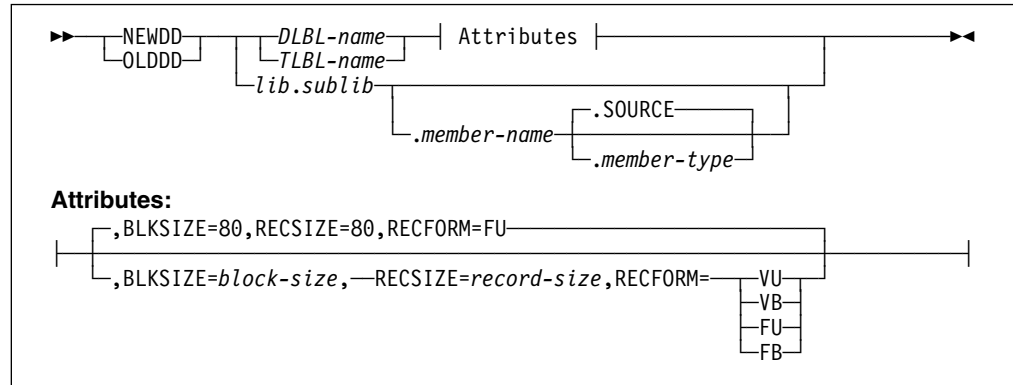 NEWDD DLBL-name Attributes
OLDDD TLBL-name
lib.sublib
.SOURCE
.member-name
.member-type
Attributes:
,BLKSIZE=80,RECSIZE=80,RECFORM=FU
,BLKSIZE=block-size, RECSIZE=record-size,RECFORM= VU
VB
FU
FB